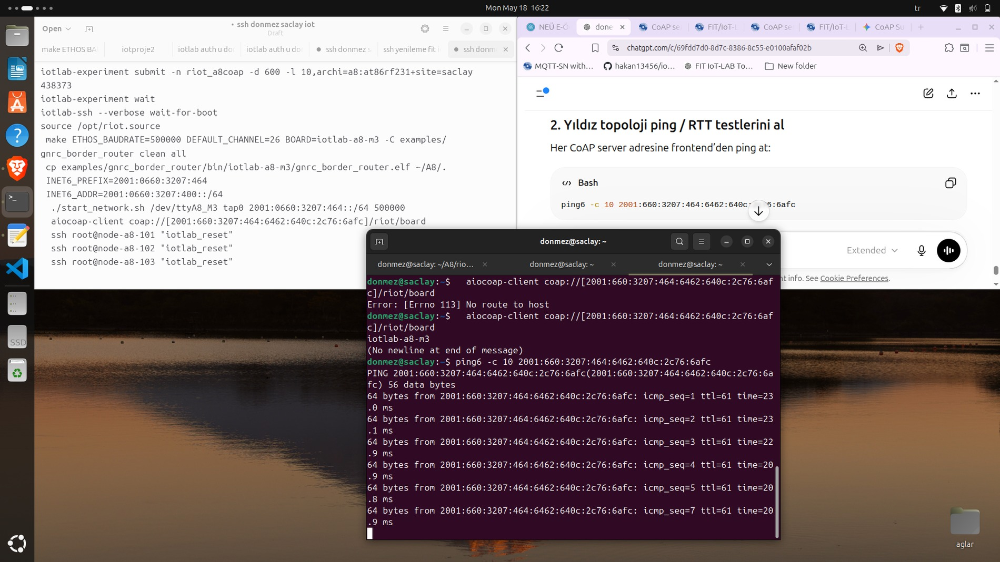 Mon May 18 16:22
tr
Open
• ssh donmez saclay iot
Draft
make ETHOS BA
iotproje2
iotlab auth u do
iotlab auth u do
ssh donmez s
ssh yenileme fit i
ssh donm
iotlab-experiment submit -n riot_a8coap -d 600 -l 10,archi=a8:at86rf231+site=saclay
438373
iotlab-experiment wait
iotlab-ssh --verbose wait-for-boot
source /opt/riot.source
make ETHOS_BAUDRATE=500000 DEFAULT_CHANNEL=26 BOARD=iotlab-a8-m3 -C examples/
gnrc_border_router clean all
cp examples/gnrc_border_router/bin/iotlab-a8-m3/gnrc_border_router.elf ~/A8/.
INET6_PREFIX=2001:0660:3207:464
INET6_ADDR=2001:0660:3207:400::/64
./start_network.sh /dev/ttyA8_M3 tap0 2001:0660:3207:464::/64 500000
aiocoap-client coap://[2001:660:3207:464:6462:640c:2c76:6afc]/riot/board
ssh root@node-a8-101 "iotlab_reset"
ssh root@node-a8-102 "iotlab_reset"
ssh root@node-a8-103 "iotlab_reset"
NEÜ E-Ö
done
CoAP se
FIT/IoT-L
CoAP se
FIT/IoT-L
CoAP Su
chatgpt.com/c/69fdd7d0-8d7c-8386-8c55-e0100afaf02b
MQTT-SN with...
hakan13456/io...
FIT IoT-LAB To...
New folder
2. Yıldız topoloji ping / RTT testlerini al
Her CoAP server adresine frontend’den ping at:
Bash
ping6 -c 10 2001:660:3207:464:6462:640c:2c76:6afc
Extended
nt info. See Cookie Preferences.
donmez@saclay: ~
donmez@saclay: ~/A8/rio...
donmez@saclay: ~
donmez@saclay: ~
donmez@saclay:~$   aiocoap-client coap://[2001:660:3207:464:6462:640c:2c76:6af
c]/riot/board
Error: [Errno 113] No route to host
donmez@saclay:~$   aiocoap-client coap://[2001:660:3207:464:6462:640c:2c76:6af
c]/riot/board
iotlab-a8-m3
(No newline at end of message)
donmez@saclay:~$ ping6 -c 10 2001:660:3207:464:6462:640c:2c76:6afc
PING 2001:660:3207:464:6462:640c:2c76:6afc(2001:660:3207:464:6462:640c:2c76:6a
fc) 56 data bytes
64 bytes from 2001:660:3207:464:6462:640c:2c76:6afc: icmp_seq=1 ttl=61 time=23
.0 ms
64 bytes from 2001:660:3207:464:6462:640c:2c76:6afc: icmp_seq=2 ttl=61 time=23
.1 ms
64 bytes from 2001:660:3207:464:6462:640c:2c76:6afc: icmp_seq=3 ttl=61 time=22
.9 ms
64 bytes from 2001:660:3207:464:6462:640c:2c76:6afc: icmp_seq=4 ttl=61 time=20
.9 ms
64 bytes from 2001:660:3207:464:6462:640c:2c76:6afc: icmp_seq=5 ttl=61 time=20
.8 ms
64 bytes from 2001:660:3207:464:6462:640c:2c76:6afc: icmp_seq=7 ttl=61 time=20
.9 ms
SSD
aglar